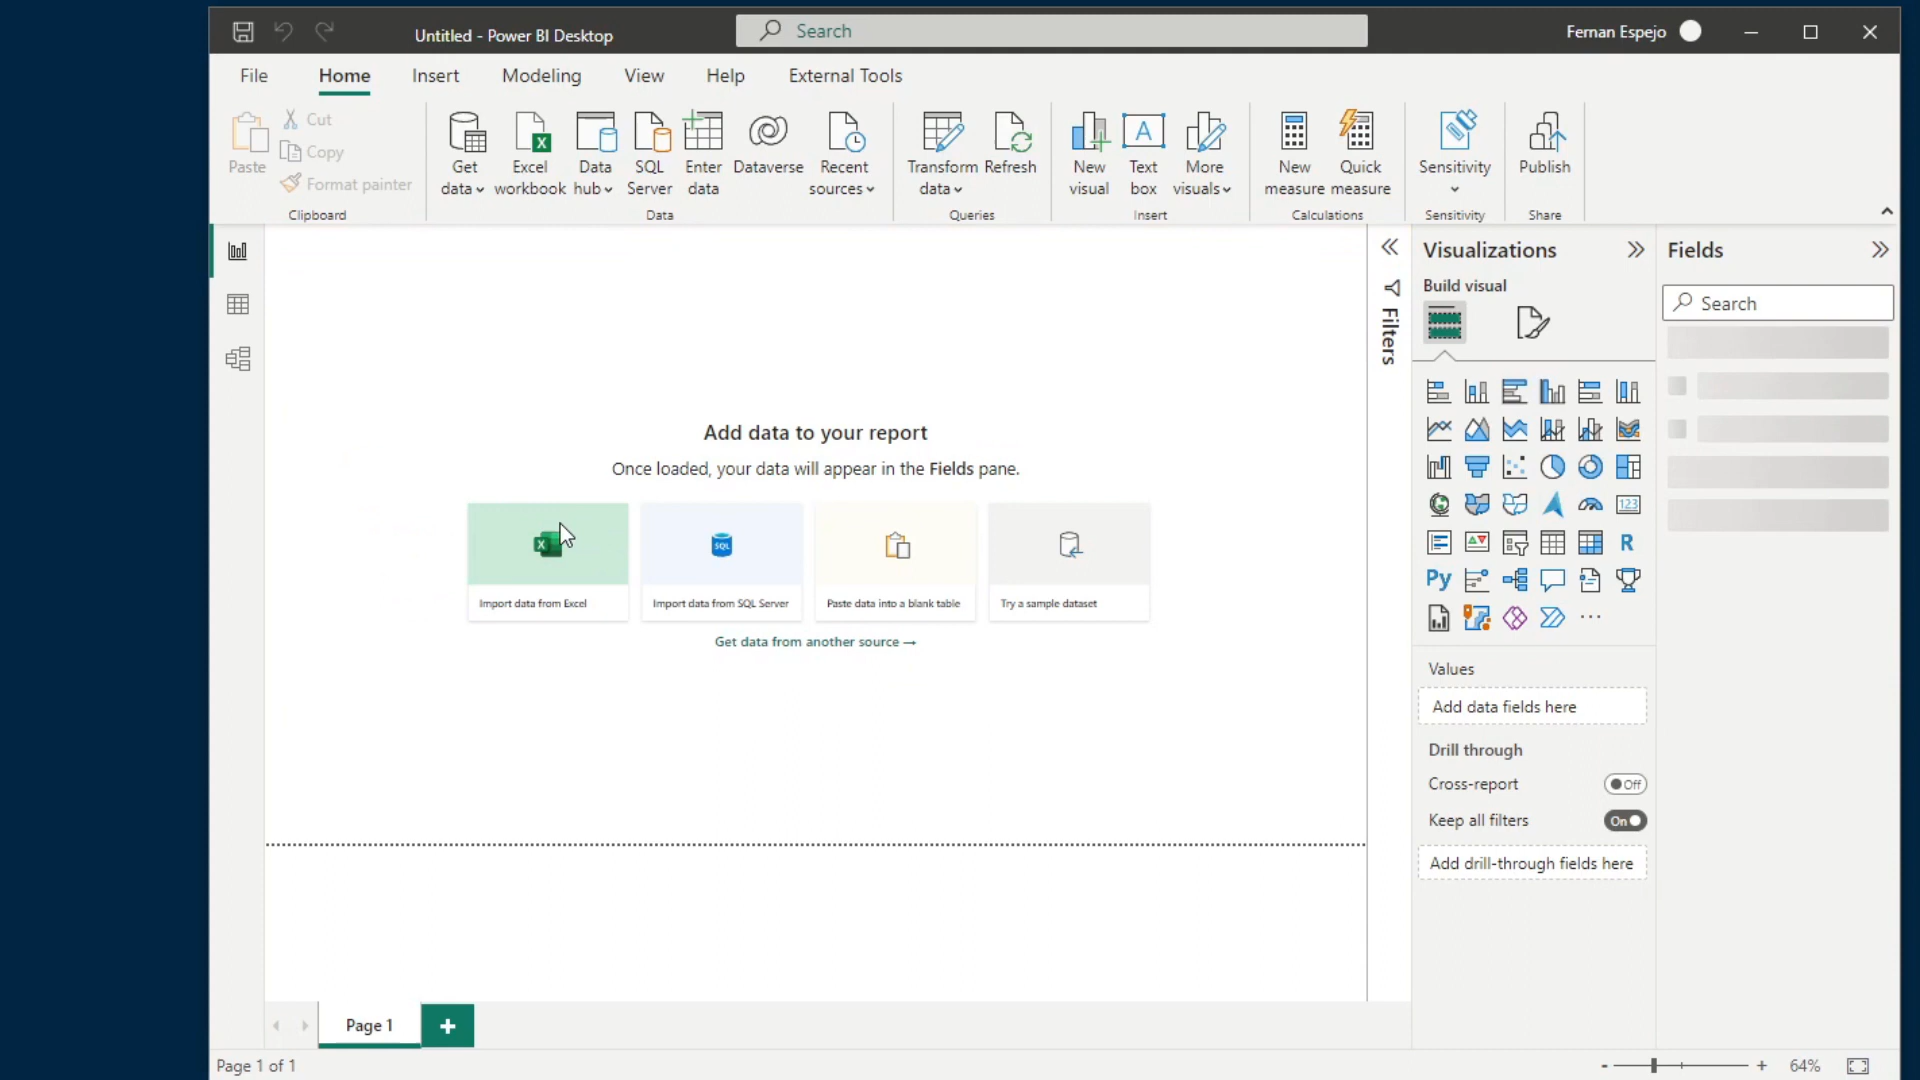 Untitled - Power BI Desktop
Search
Fernan Espejo
File
Home
Insert
Modeling
View
Help
External Tools
Paste
Cut
Copy
Format painter
Clipboard
Get data
Excel workbook
Data hub
SQL Server
Enter data
Dataverse
Recent sources
Data
Transform data
Refresh
Queries
New visual
Text box
More visuals
Insert
New measure
Quick measure
Calculations
Sensitivity
Sensitivity
Publish
Share
Filters
Visualizations
Build visual
Fields
Search
123
R
Py
Values
Add data fields here
Drill through
Cross-report
Off
Keep all filters
On
Add drill-through fields here
Add data to your report
Once loaded, your data will appear in the Fields pane.
X
SQL
Import data from Excel
Import data from SQL Server
Paste data into a blank table
Try a sample dataset
Get data from another source →
Page 1
+
Page 1 of 1
- + 64%